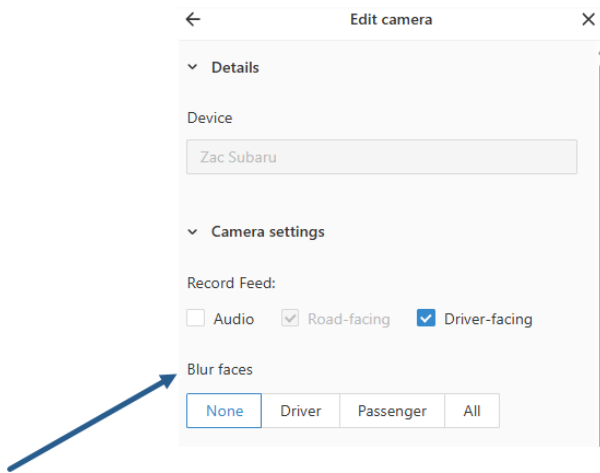 Edit camera
Details
Device
Zac Subaru
Camera settings
Record Feed:
Audio Road-facing Driver-facing
Blur faces
None Driver Passenger All